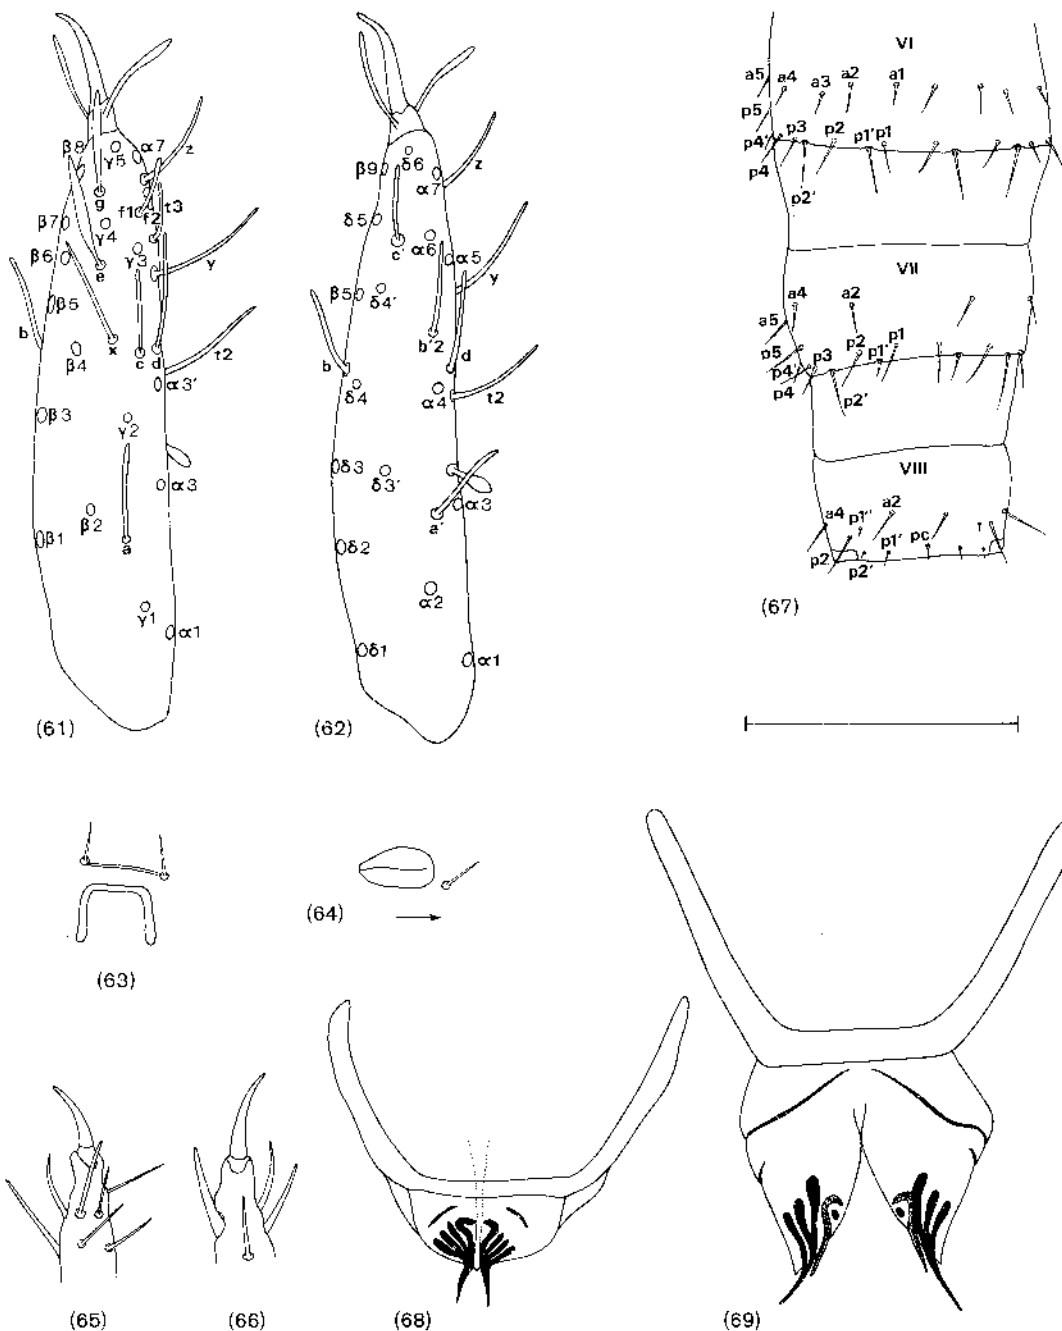 β8
γ5
α7
z
g
f1
f2
t3
β7
γ4
γ3
y
β6
e
β5
b
x
c
d
t2
β4
α3'
β3
γ2
α3
β2
β1
a
γ1
α1
(61)
δ6
z
β9
α7
δ5
c'
α6
α5
y
β5
δ4'
b'2
d
b
t2
δ4
α4
δ3
δ3'
α3
a'
δ2
α2
δ1
α1
(62)
VI
a5
a4
a3
a2
a1
p5
p4'
p3
p2
p1'
p1
p4
p2'
VII
a4
a2
a5
p5
p2
p1
p4'
p3
p1'
p4
p2'
VIII
a4
p1"
a2
p2
p1'
pc
p2'
(67)
(63)
(64)
(65)
(66)
(68)
(69)